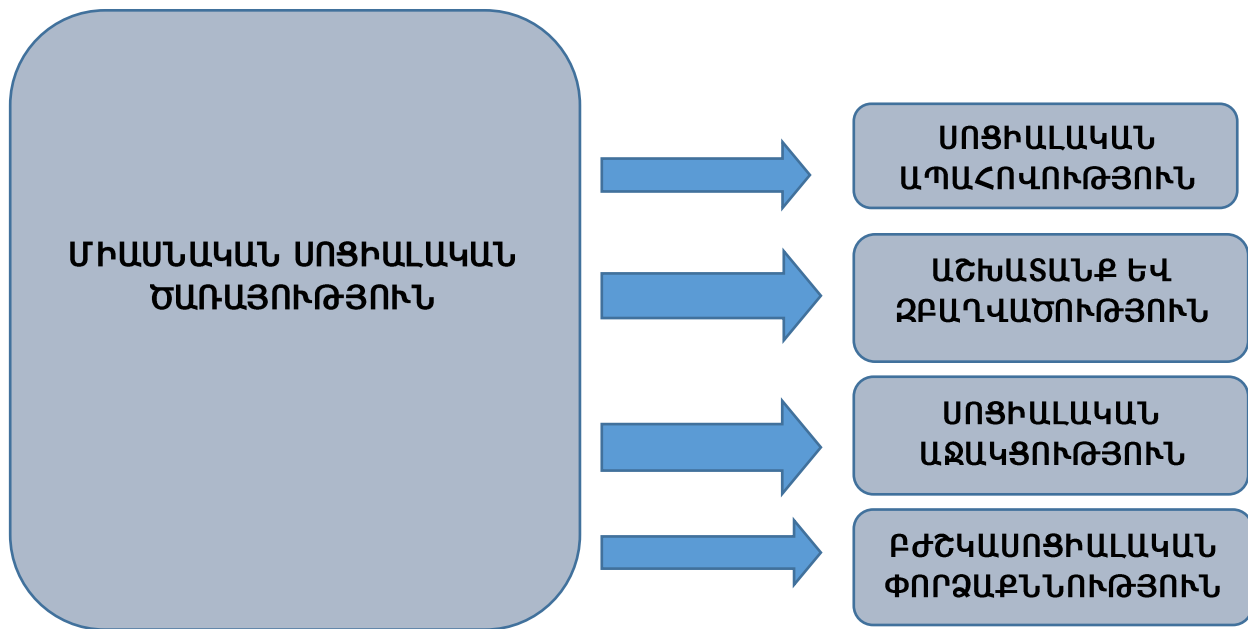 ՄԻԱՍՆԱԿԱՆ ՍՈՑԻԱԼԱԿԱՆ
ԾԱՌԱՅՈՒԹՅՈՒՆ
ՍՈՑԻԱԼԱԿԱՆ
ԱՊԱՀՈՎՈՒԹՅՈՒՆ
ԱՇԽԱՏԱՆՔ ԵՎ
ԶԲԱՂՎԱԾՈՒԹՅՈՒՆ
ՍՈՑԻԱԼԱԿԱՆ
ԱՋԱԿՑՈՒԹՅՈՒՆ
ԲԺՇԿԱՍՈՑԻԱԼԱԿԱՆ
ՓՈՐՁԱՔՆՆՈՒԹՅՈՒՆ